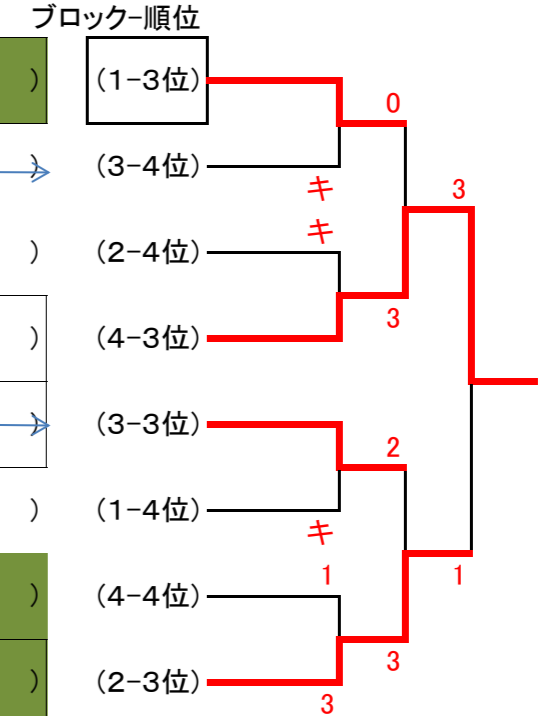 ブロック−順位
） （１−３位）
0
） （３−４位）
キ
3
キ
） （２−４位）
3
） （４−３位）
） （３−３位）
2
） （１−４位）
キ
1
1
） （４−４位）
3
） （２−３位）
3